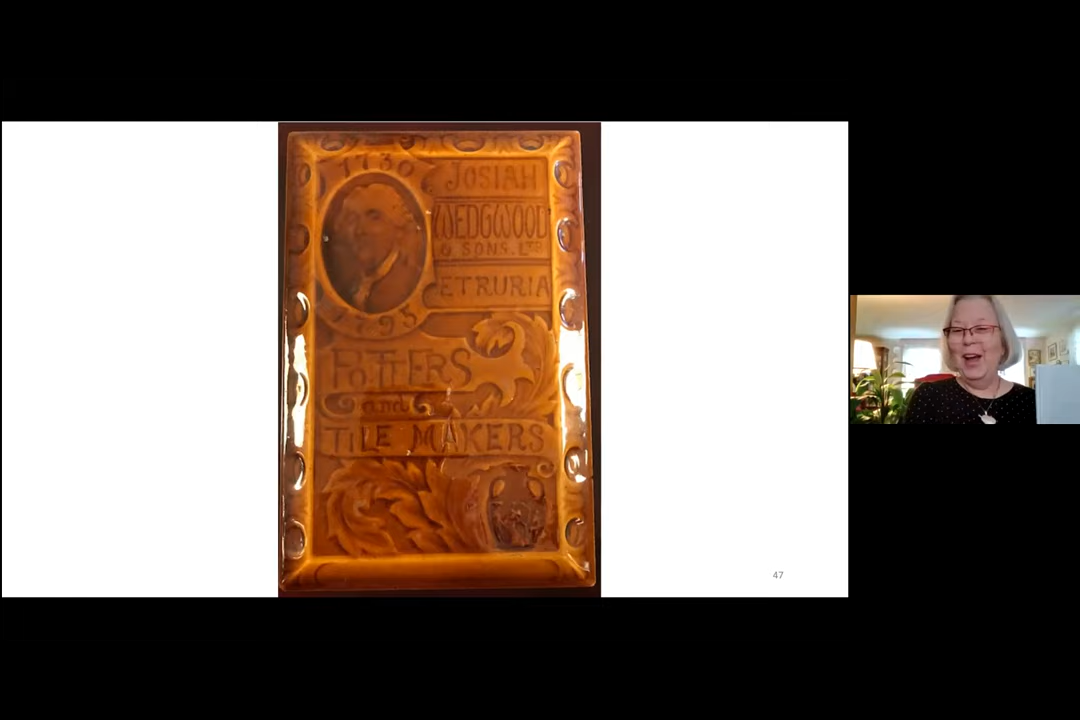 1730
JOSIAH
WEDGWOOD
& SONS. LTD
ETRURIA
1795
POTTERS
and
TILE MAKERS
47